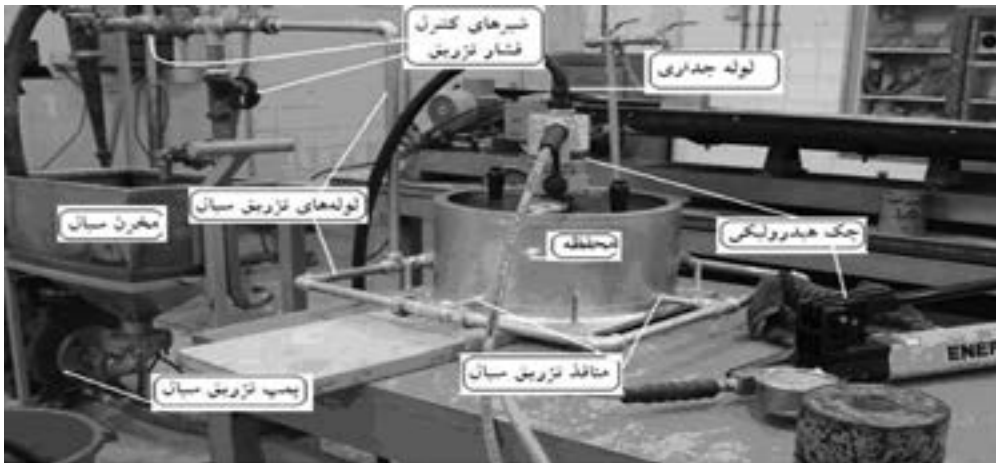 شیرهای کنترل
فشار تزریق
لوله جداری
لوله‌های تزریق سیال
مخزن سیال
محفظه
جک هیدرولیکی
منافذ تزریق سیال
پمپ تزریق سیال
ENER